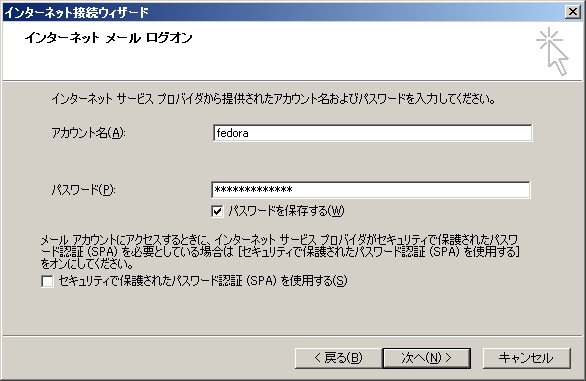 インターネット接続ウィザード
インターネット メール ログオン
インターネット サービス プロバイダから提供されたアカウント名およびパスワードを入力してください。
アカウント名(A):
fedora
パスワード(P):
*************
パスワードを保存する(W)
メール アカウントにアクセスするときに、インターネット サービス プロバイダがセキュリティで保護されたパスワ
ード認証 (SPA) を必要としている場合は [セキュリティで保護されたパスワード認証 (SPA) を使用する]
をオンにしてください。
セキュリティで保護されたパスワード認証 (SPA) を使用する(S)
< 戻る(B)
次へ(N) >
キャンセル